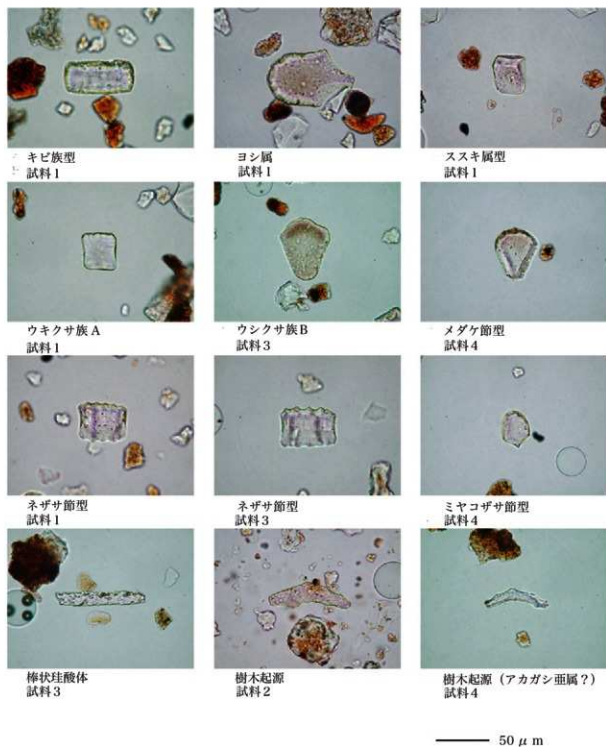 キビ族型
試料1
ヨシ属
試料1
ススキ属型
試料1
ウキクサ族A
試料1
ウシクサ族B
試料3
メダケ節型
試料4
ネザサ節型
試料1
ネザサ節型
試料3
ミヤコザサ節型
試料4
棒状珪酸体
試料3
樹木起源
試料2
樹木起源（アカガシ亜属？）
試料4
50μm